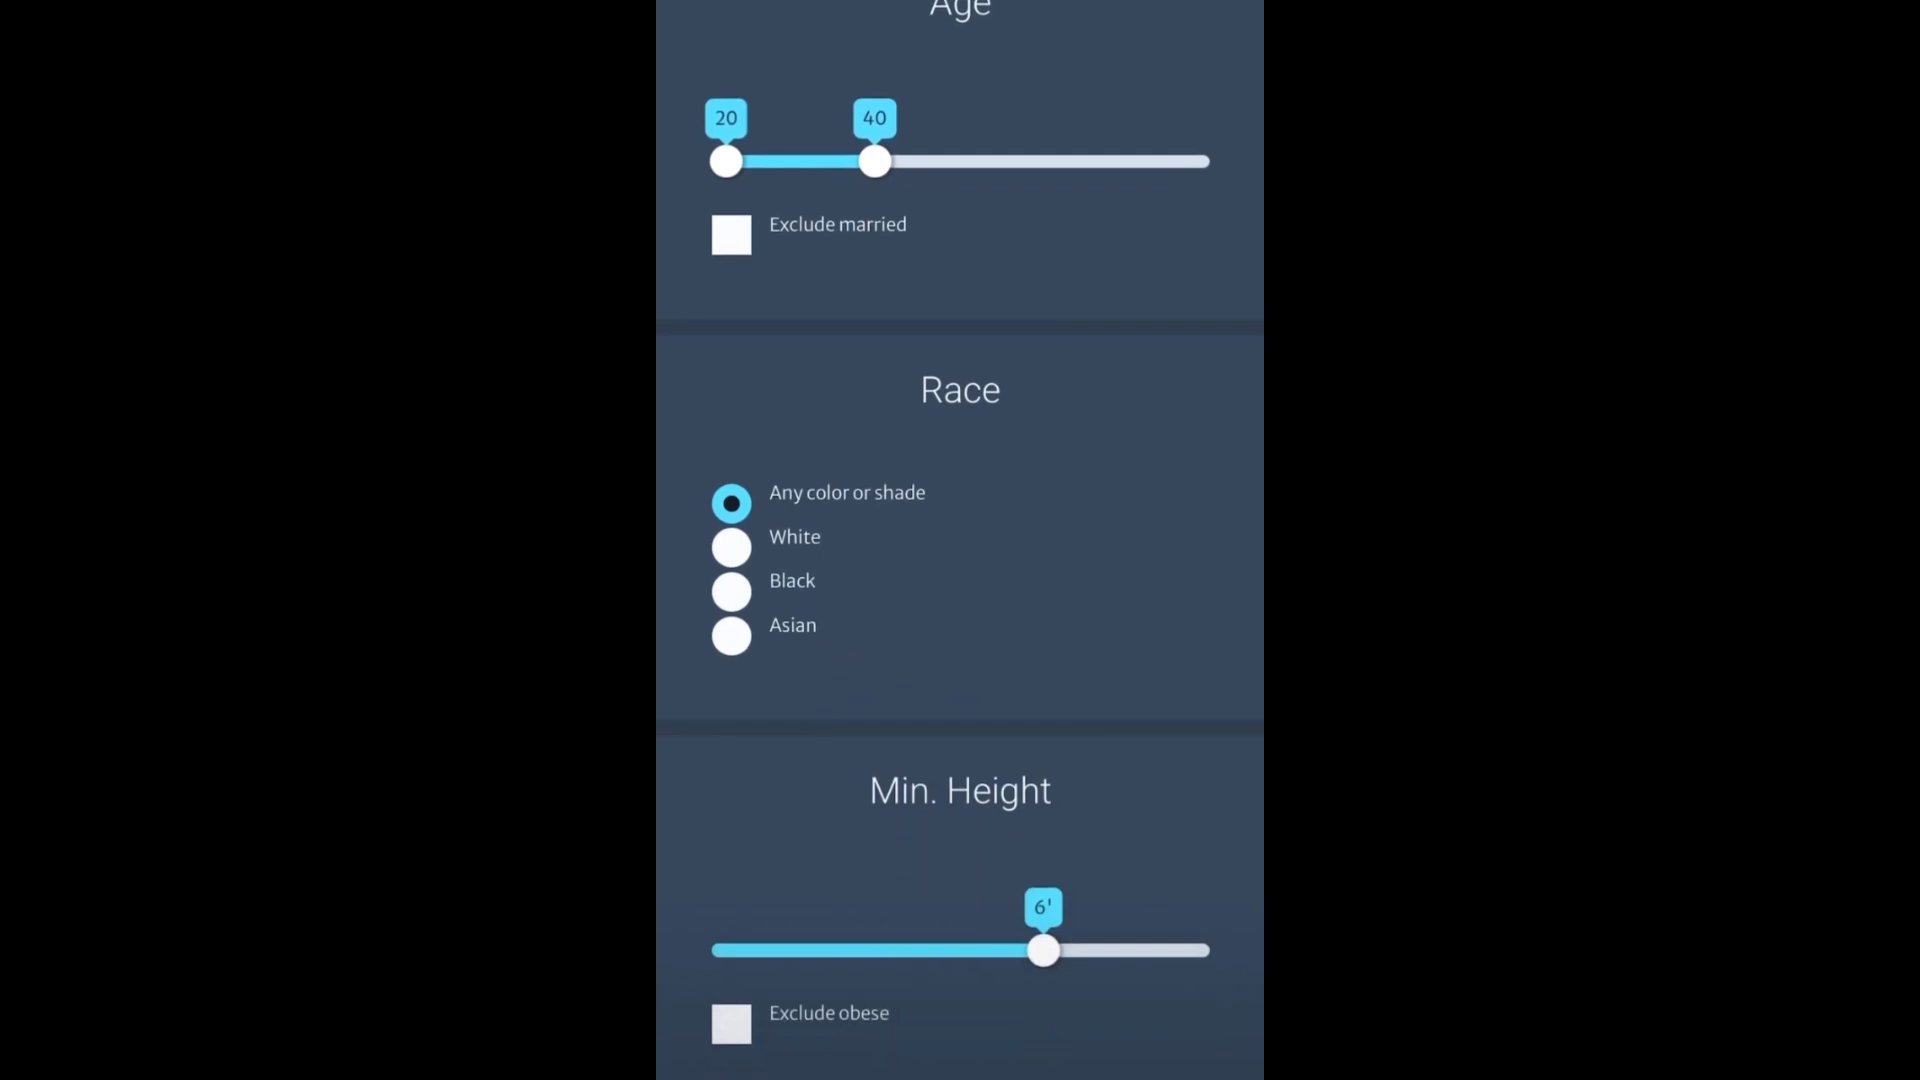 Age
20
40
Exclude married
Race
Any color or shade
White
Black
Asian
Min. Height
6'
Exclude obese